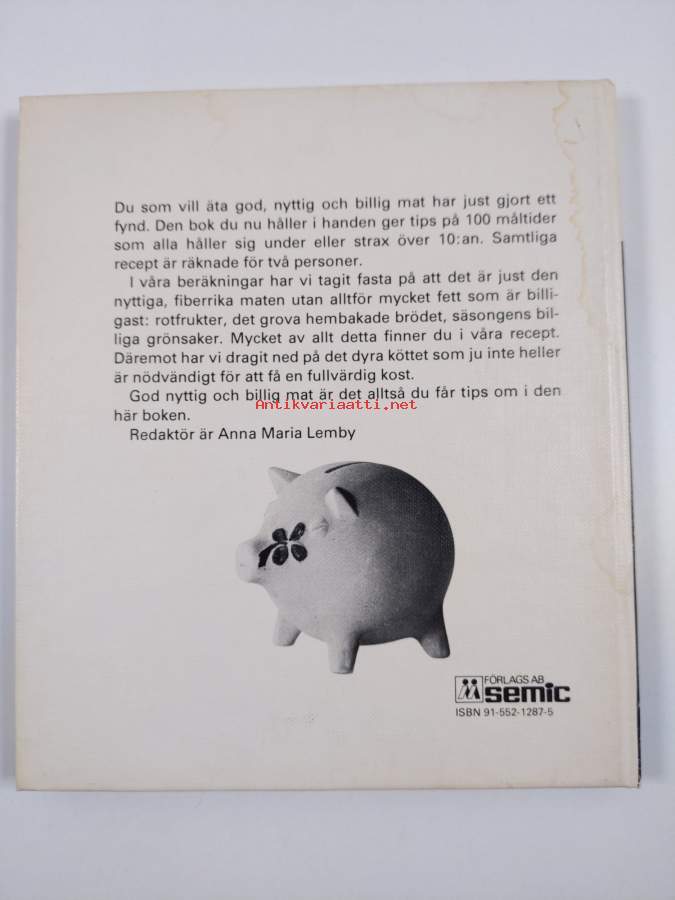 Du som vill äta god, nyttig och billig mat har just gjort ett
fynd. Den bok du nu håller i handen ger tips på 100 måltider
som alla håller sig under eller strax över 10:an. Samtliga
recept är räknade för två personer.
I våra beräkningar har vi tagit fasta på att det är just den
nyttiga, fiberrika maten utan alltför mycket fett som är billi-
gast: rotfrukter, det grova hembakade brödet, säsongens bil-
liga grönsaker. Mycket av allt detta finner du i våra recept.
Däremot har vi dragit ned på det dyra köttet som ju inte heller
är nödvändigt för att få en fullvärdig kost.
God nyttig och billig mat är det alltså du får tips om i den
här boken.
Antikvariaatti.net
Redaktör är Anna Maria Lemby
FÖRLAGS AB
semic
ISBN 91-552-1287-5